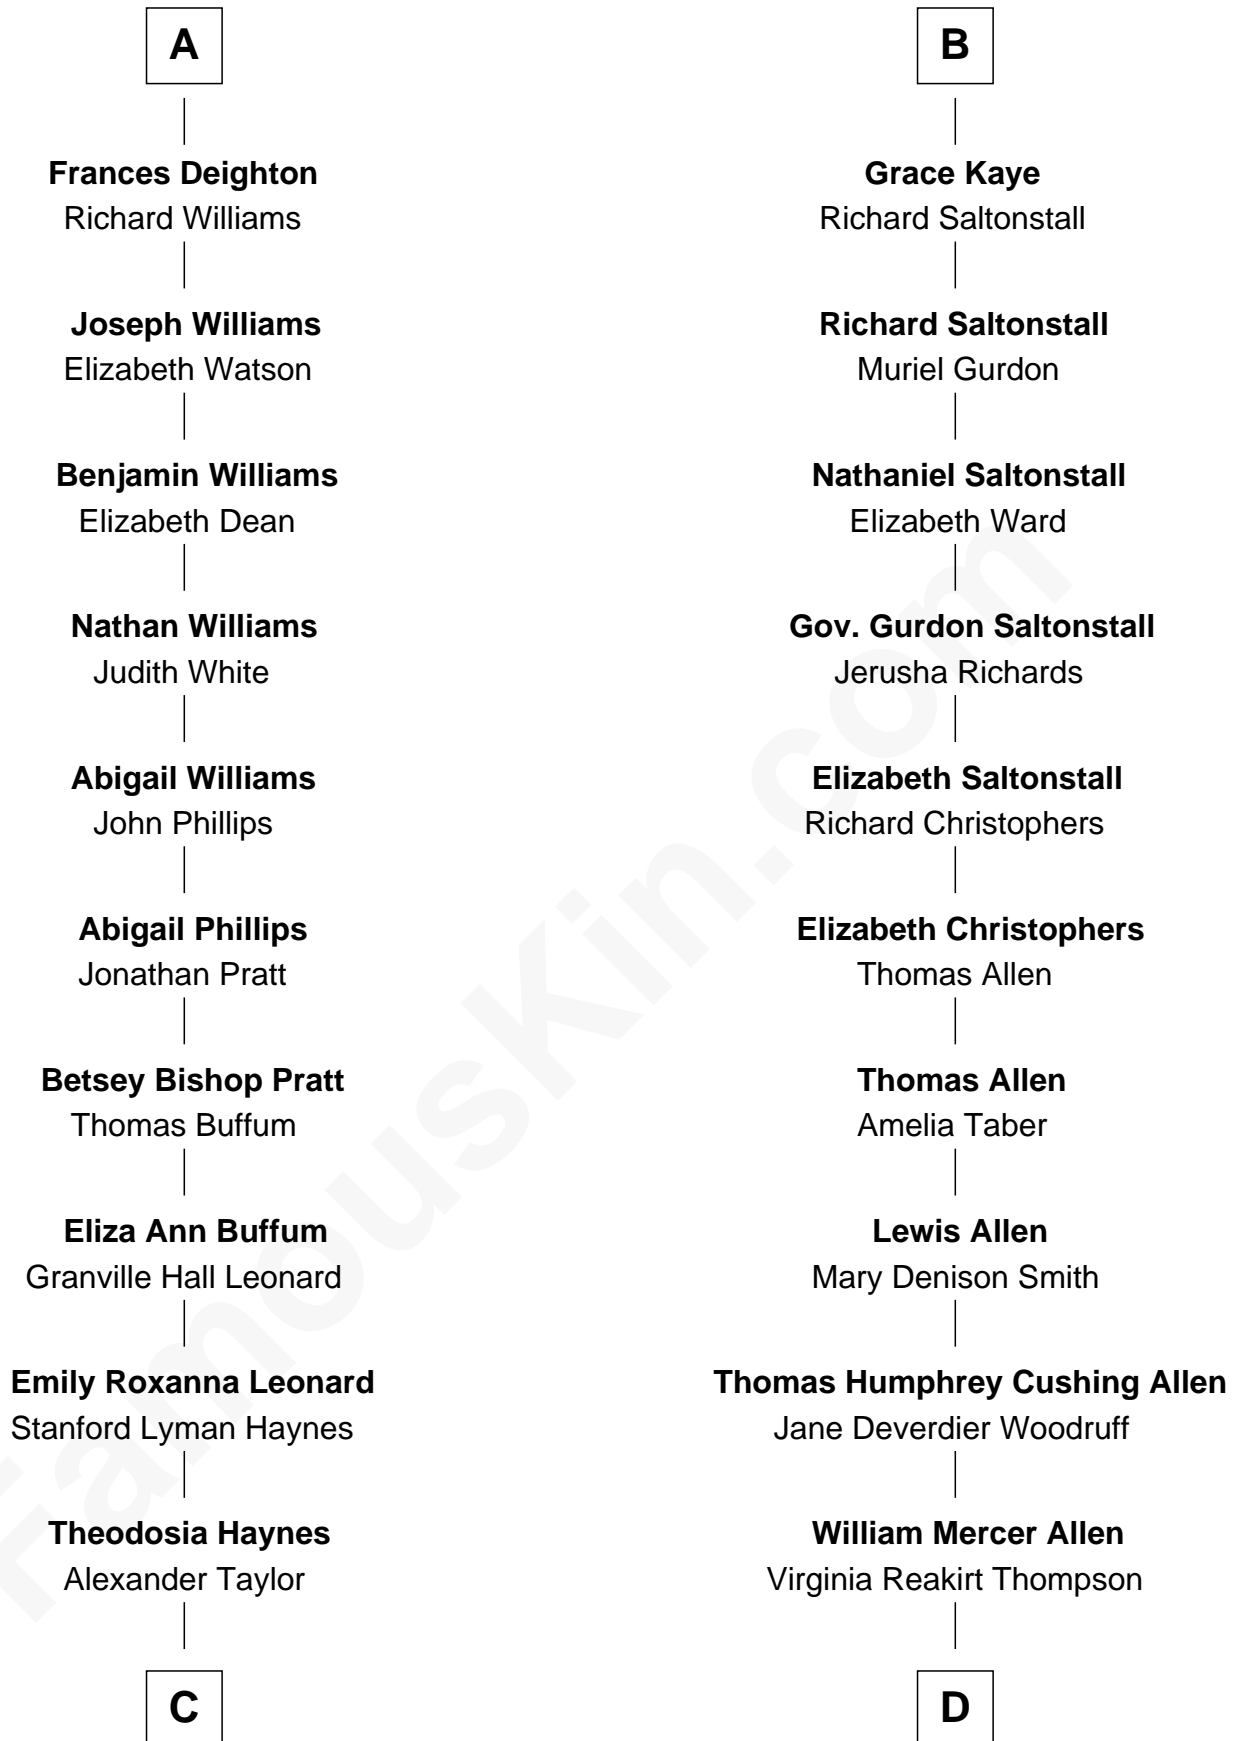 A
Frances Deighton
Richard Williams
Joseph Williams
Elizabeth Watson
Benjamin Williams
Elizabeth Dean
Nathan Williams
Judith White
Abigail Williams
John Phillips
Abigail Phillips
Jonathan Pratt
Betsey Bishop Pratt
Thomas Buffum
Eliza Ann Buffum
Granville Hall Leonard
Emily Roxanna Leonard
Stanford Lyman Haynes
Theodosia Haynes
Alexander Taylor
C
B
Grace Kaye
Richard Saltonstall
Richard Saltonstall
Muriel Gurdon
Nathaniel Saltonstall
Elizabeth Ward
Gov. Gurdon Saltonstall
Jerusha Richards
Elizabeth Saltonstall
Richard Christophers
Elizabeth Christophers
Thomas Allen
Thomas Allen
Amelia Taber
Lewis Allen
Mary Denison Smith
Thomas Humphrey Cushing Allen
Jane Deverdier Woodruff
William Mercer Allen
Virginia Reakirt Thompson
D
FamousKin.com